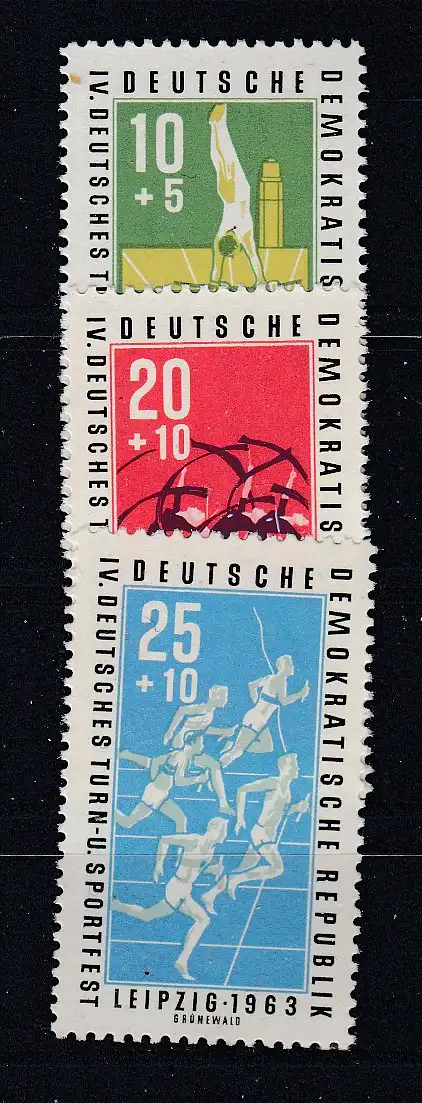 DEUTSCHE
DEMOKRATIS
IV. DEUTSCHES T
10
+ 5
DEUTSCHE
DEMOKRATIS
IV. DEUTSCHES T
20
+ 10
DEUTSCHE
DEMOKRATISCHE REPUBLIK
IV. DEUTSCHES TURN-U. SPORTFEST
25
+ 10
LEIPZIG · 1963
GRÜNEWALD